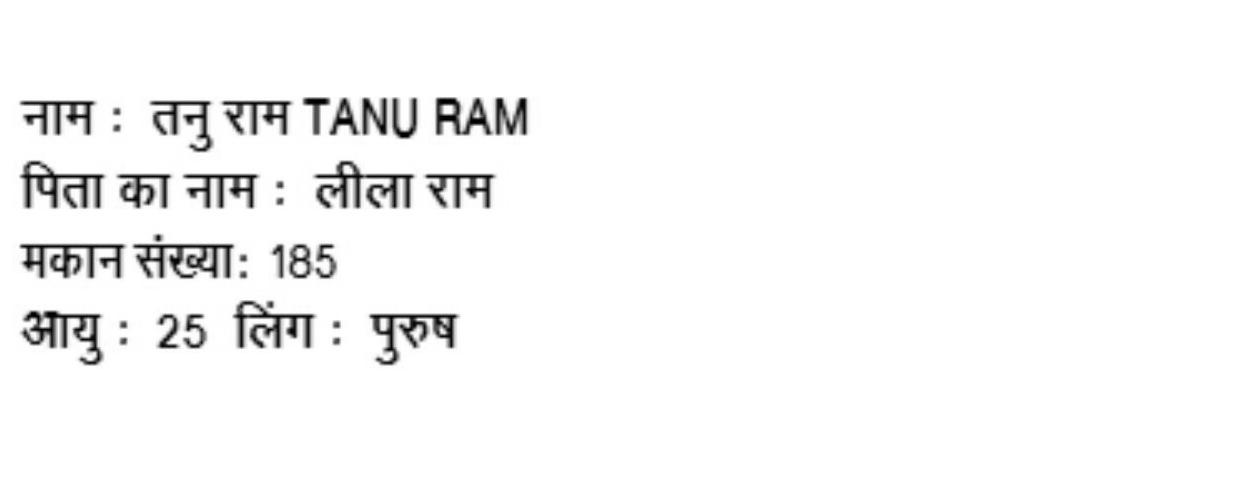 नाम : तनु राम TANU RAM
पिता का नाम : लीला राम
मकान संख्या: 185
आयु : 25 लिंग : पुरुष